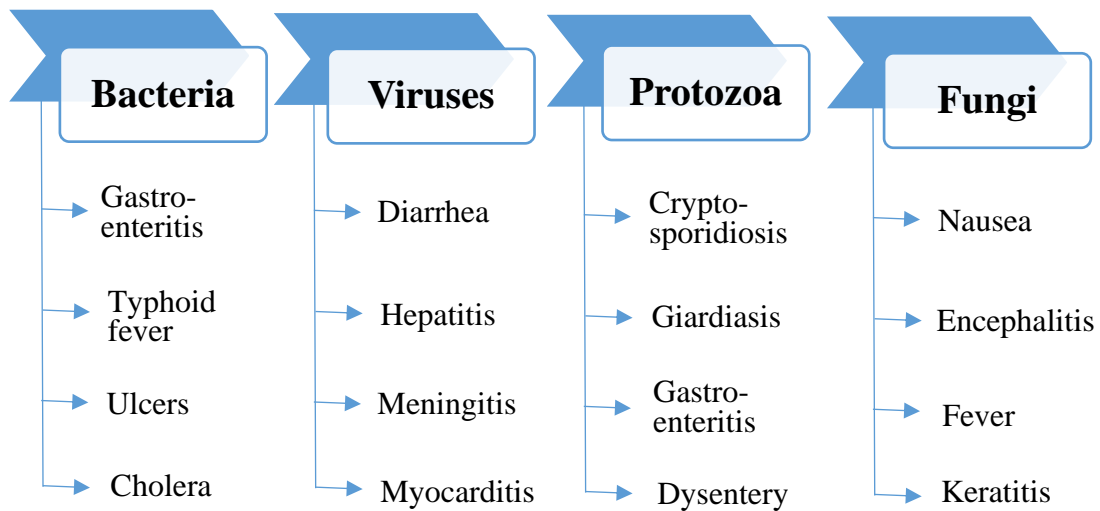 Bacteria
Gastro-
enteritis
Typhoid
fever
Ulcers
Cholera
Viruses
Diarrhea
Hepatitis
Meningitis
Myocarditis
Protozoa
Crypto-
sporidiosis
Giardiasis
Gastro-
enteritis
Dysentery
Fungi
Nausea
Encephalitis
Fever
Keratitis